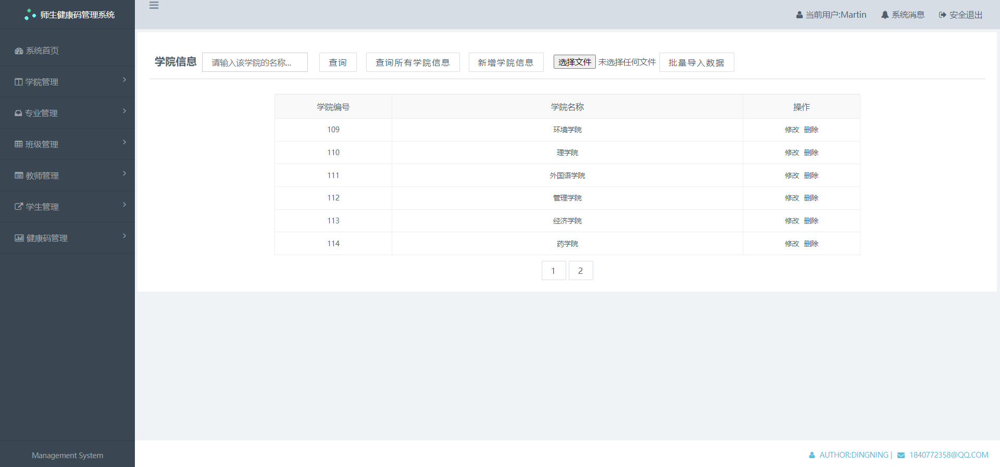 师生健康码管理系统
当前用户:Martin 系统消息 安全退出
系统首页
学院管理
专业管理
班级管理
教师管理
学生管理
健康码管理
Management System
学院信息 请输入该学院的名称... 查询 查询所有学院信息 新增学院信息 选择文件 未选择任何文件 批量导入数据
学院编号 学院名称 操作
109 环境学院 修改 删除
110 理学院 修改 删除
111 外国语学院 修改 删除
112 管理学院 修改 删除
113 经济学院 修改 删除
114 药学院 修改 删除
1 2
AUTHOR:DINGNING | 1840772358@QQ.COM